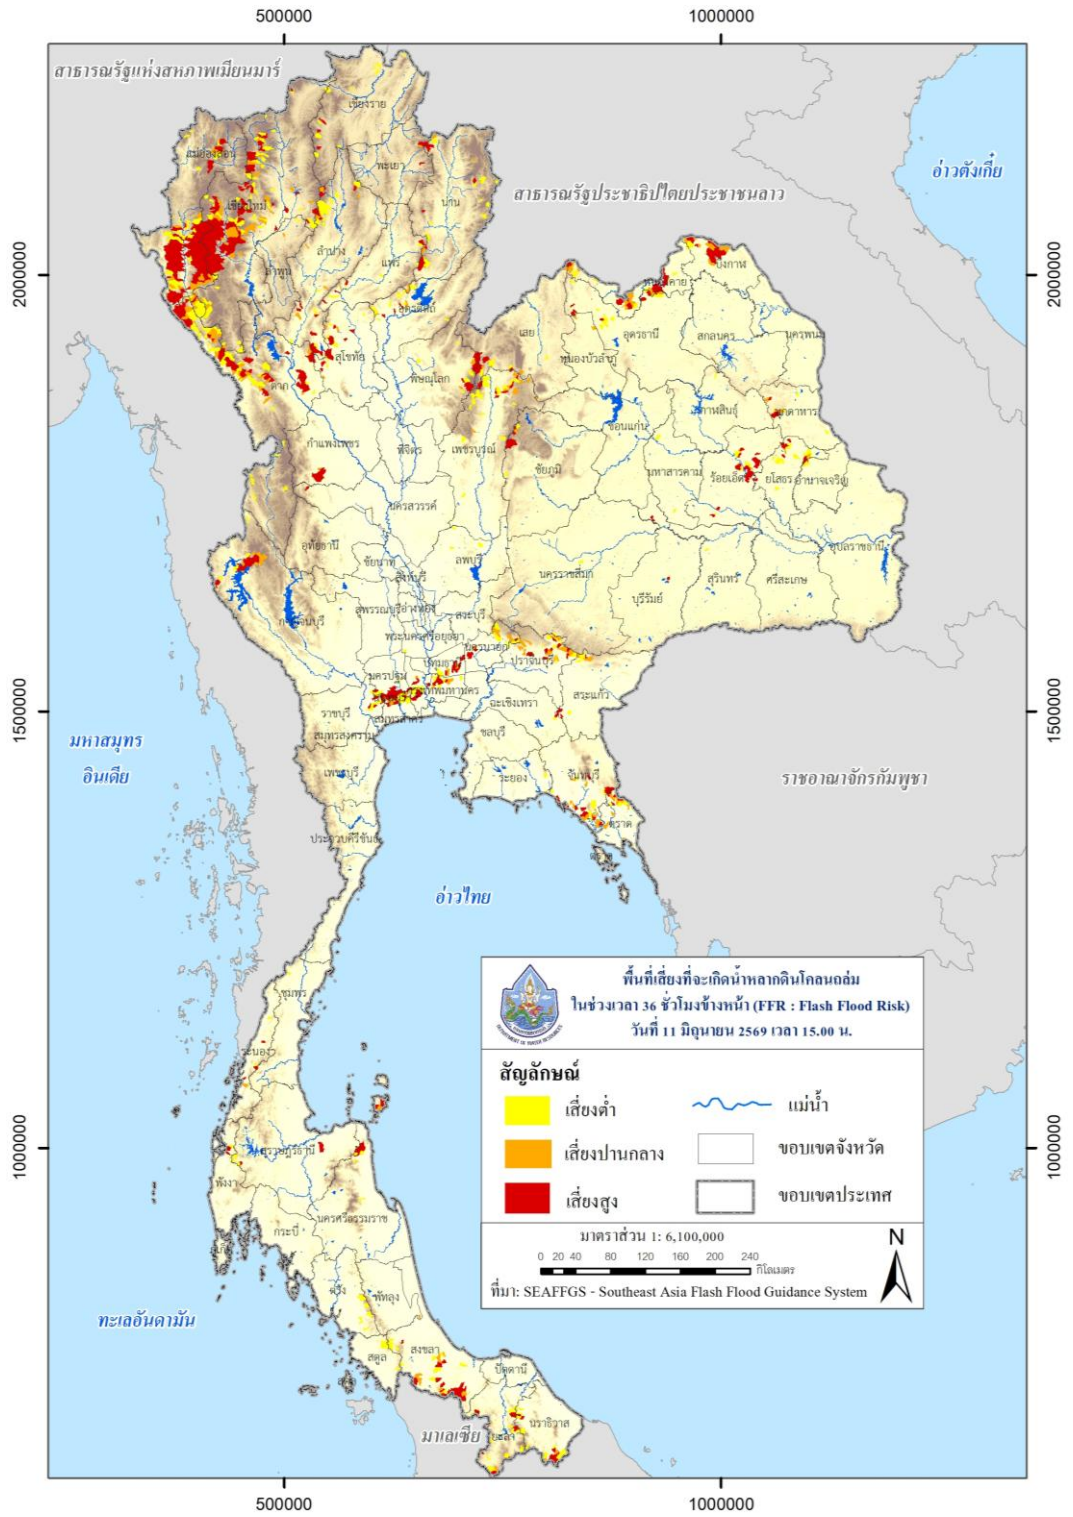 500000
1000000
สาธารณรัฐแห่งสหภาพเมียนมาร์
เชียงราย
แม่ฮ่องสอน
พะเยา
อ่าวตังเกี๋ย
สาธารณรัฐประชาธิปไตยประชาชนลาว
เชียงใหม่
น่าน
ลำปาง
แพร่
ลำพูน
บึงกาฬ
2000000
2000000
หนองคาย
อุตรดิตถ์
เลย
อุดรธานี
สกลนคร
นครพนม
สุโขทัย
หนองบัวลำภู
ตาก
พิษณุโลก
กาฬสินธุ์
มุกดาหาร
ขอนแก่น
กำแพงเพชร
พิจิตร
เพชรบูรณ์
ชัยภูมิ
มหาสารคาม
ร้อยเอ็ด
ยโสธร
อำนาจเจริญ
นครสวรรค์
อุทัยธานี
ชัยนาท
ลพบุรี
อุบลราชธานี
สิงห์บุรี
นครราชสีมา
สุรินทร์
ศรีสะเกษ
บุรีรัมย์
สุพรรณบุรี
อ่างทอง
สระบุรี
กาญจนบุรี
พระนครศรีอยุธยา
นครนายก
ปทุมธานี
ปราจีนบุรี
นครปฐม
กรุงเทพมหานคร
สระแก้ว
ฉะเชิงเทรา
1500000
1500000
ราชบุรี
สมุทรสาคร
สมุทรสงคราม
ชลบุรี
มหาสมุทร
อินเดีย
เพชรบุรี
ระยอง
จันทบุรี
ราชอาณาจักรกัมพูชา
ตราด
ประจวบคีรีขันธ์
ตราด
อ่าวไทย
พื้นที่เสี่ยงที่จะเกิดน้ำหลากดินโคลนถล่ม
ในช่วงเวลา 36 ชั่วโมงข้างหน้า (FFR : Flash Flood Risk)
วันที่ 11 มิถุนายน 2569 เวลา 15.00 น.
DEPARTMENT OF WATER RESOURCES
ชุมพร
ระนอง
สัญลักษณ์
เสี่ยงต่ำ
แม่น้ำ
เสี่ยงปานกลาง
ขอบเขตจังหวัด
เสี่ยงสูง
ขอบเขตประเทศ
1000000
1000000
สุราษฎร์ธานี
พังงา
นครศรีธรรมราช
กระบี่
ภูเก็ต
มาตราส่วน 1: 6,100,000
N
0 20 40 80 120 160 200 240
กิโลเมตร
ที่มา: SEAFFGS - Southeast Asia Flash Flood Guidance System
ตรัง
พัทลุง
ทะเลอันดามัน
สตูล
สงขลา
ปัตตานี
นราธิวาส
ยะลา
มาเลเซีย
500000
1000000